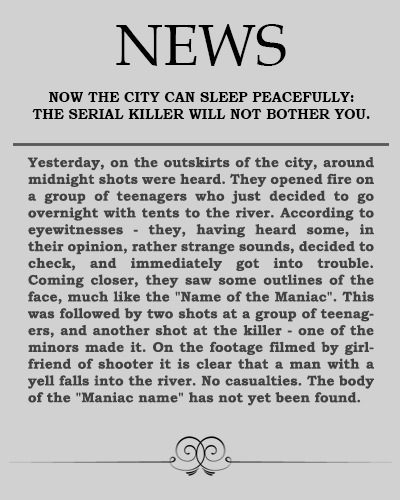 NEWS
NOW THE CITY CAN SLEEP PEACEFULLY:
THE SERIAL KILLER WILL NOT BOTHER YOU.
Yesterday, on the outskirts of the city, around
midnight shots were heard. They opened fire on
a group of teenagers who just decided to go
overnight with tents to the river. According to
eyewitnesses - they, having heard some, in
their opinion, rather strange sounds, decided to
check, and immediately got into trouble.
Coming closer, they saw some outlines of the
face, much like the "Name of the Maniac". This
was followed by two shots at a group of teenag-
ers, and another shot at the killer - one of the
minors made it. On the footage filmed by girl-
friend of shooter it is clear that a man with a
yell falls into the river. No casualties. The body
of the "Maniac name" has not yet been found.